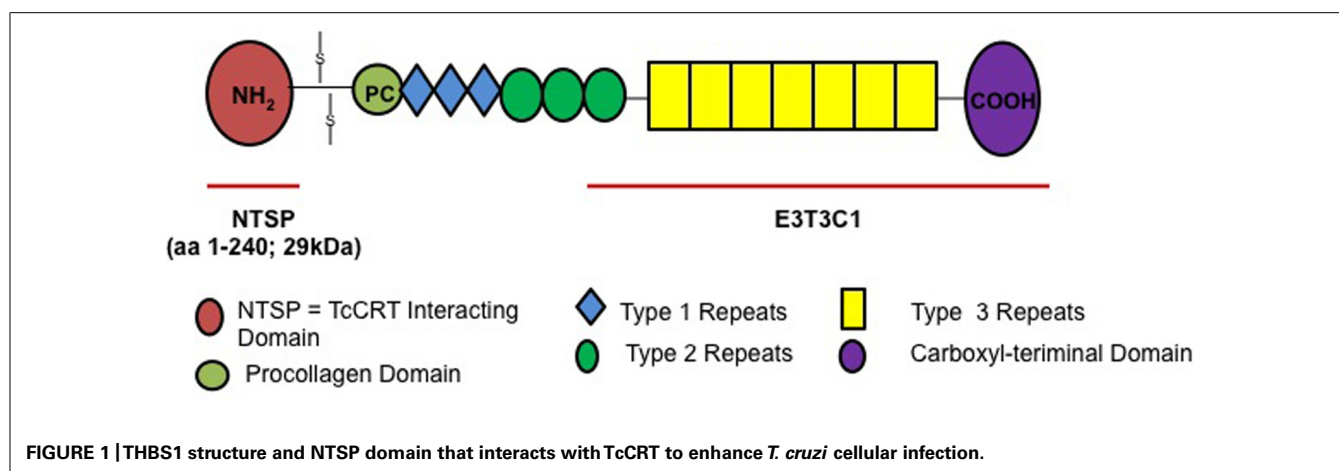 NH2
S
S
PC
COOH
NTSP
(aa 1-240; 29kDa)
E3T3C1
NTSP = TcCRT Interacting
Domain
Procollagen Domain
Type 1 Repeats
Type 2 Repeats
Type 3 Repeats
Carboxyl-teriminal Domain
FIGURE 1 | THBS1 structure and NTSP domain that interacts with TcCRT to enhance T. cruzi cellular infection.